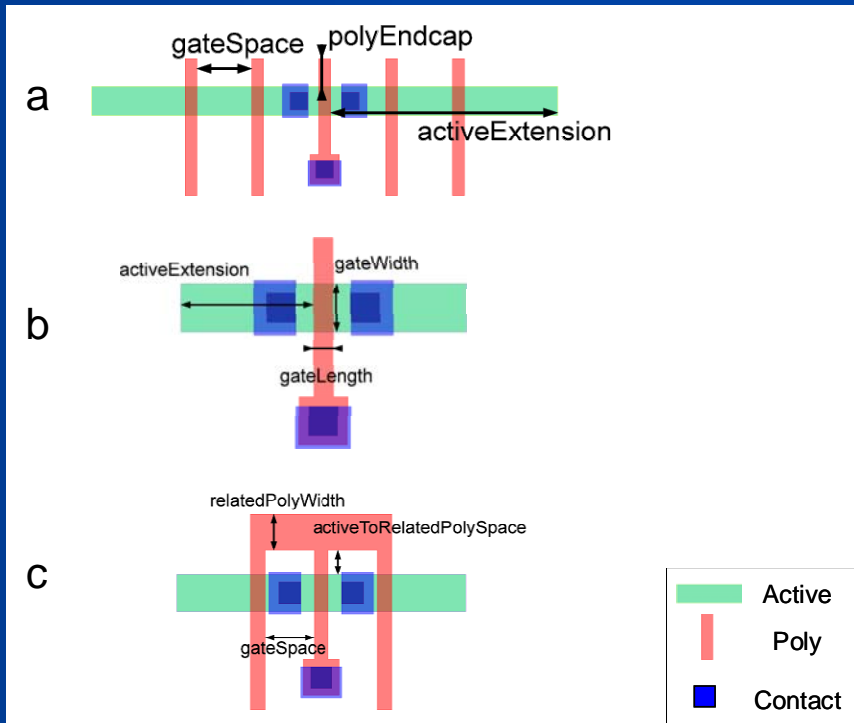 gateSpace
polyEndcap
a
activeExtension
activeExtension
gateWidth
b
gateLength
relatedPolyWidth
activeToRelatedPolySpace
c
gateSpace
Active
Poly
Contact